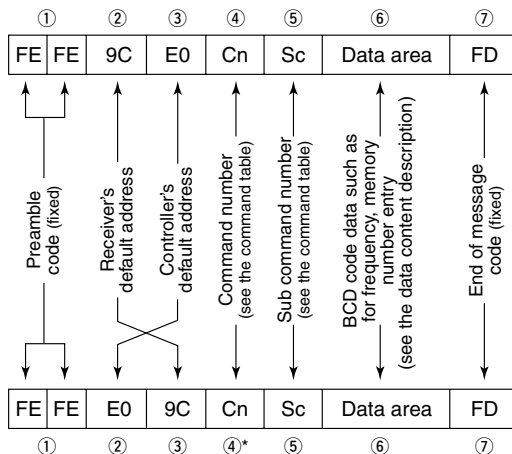 ① ② ③ ④ ⑤ ⑥ ⑦
FE FE 9C E0 Cn Sc Data area FD
Preamble
code (fixed)
Receiver's
default address
Controller's
default address
Command number
(see the command table)
Sub command number
(see the command table)
BCD code data such as
for frequency, memory
number entry
(see the data content description)
End of message
code (fixed)
FE FE E0 9C Cn Sc Data area FD
① ② ③ ④* ⑤ ⑥ ⑦